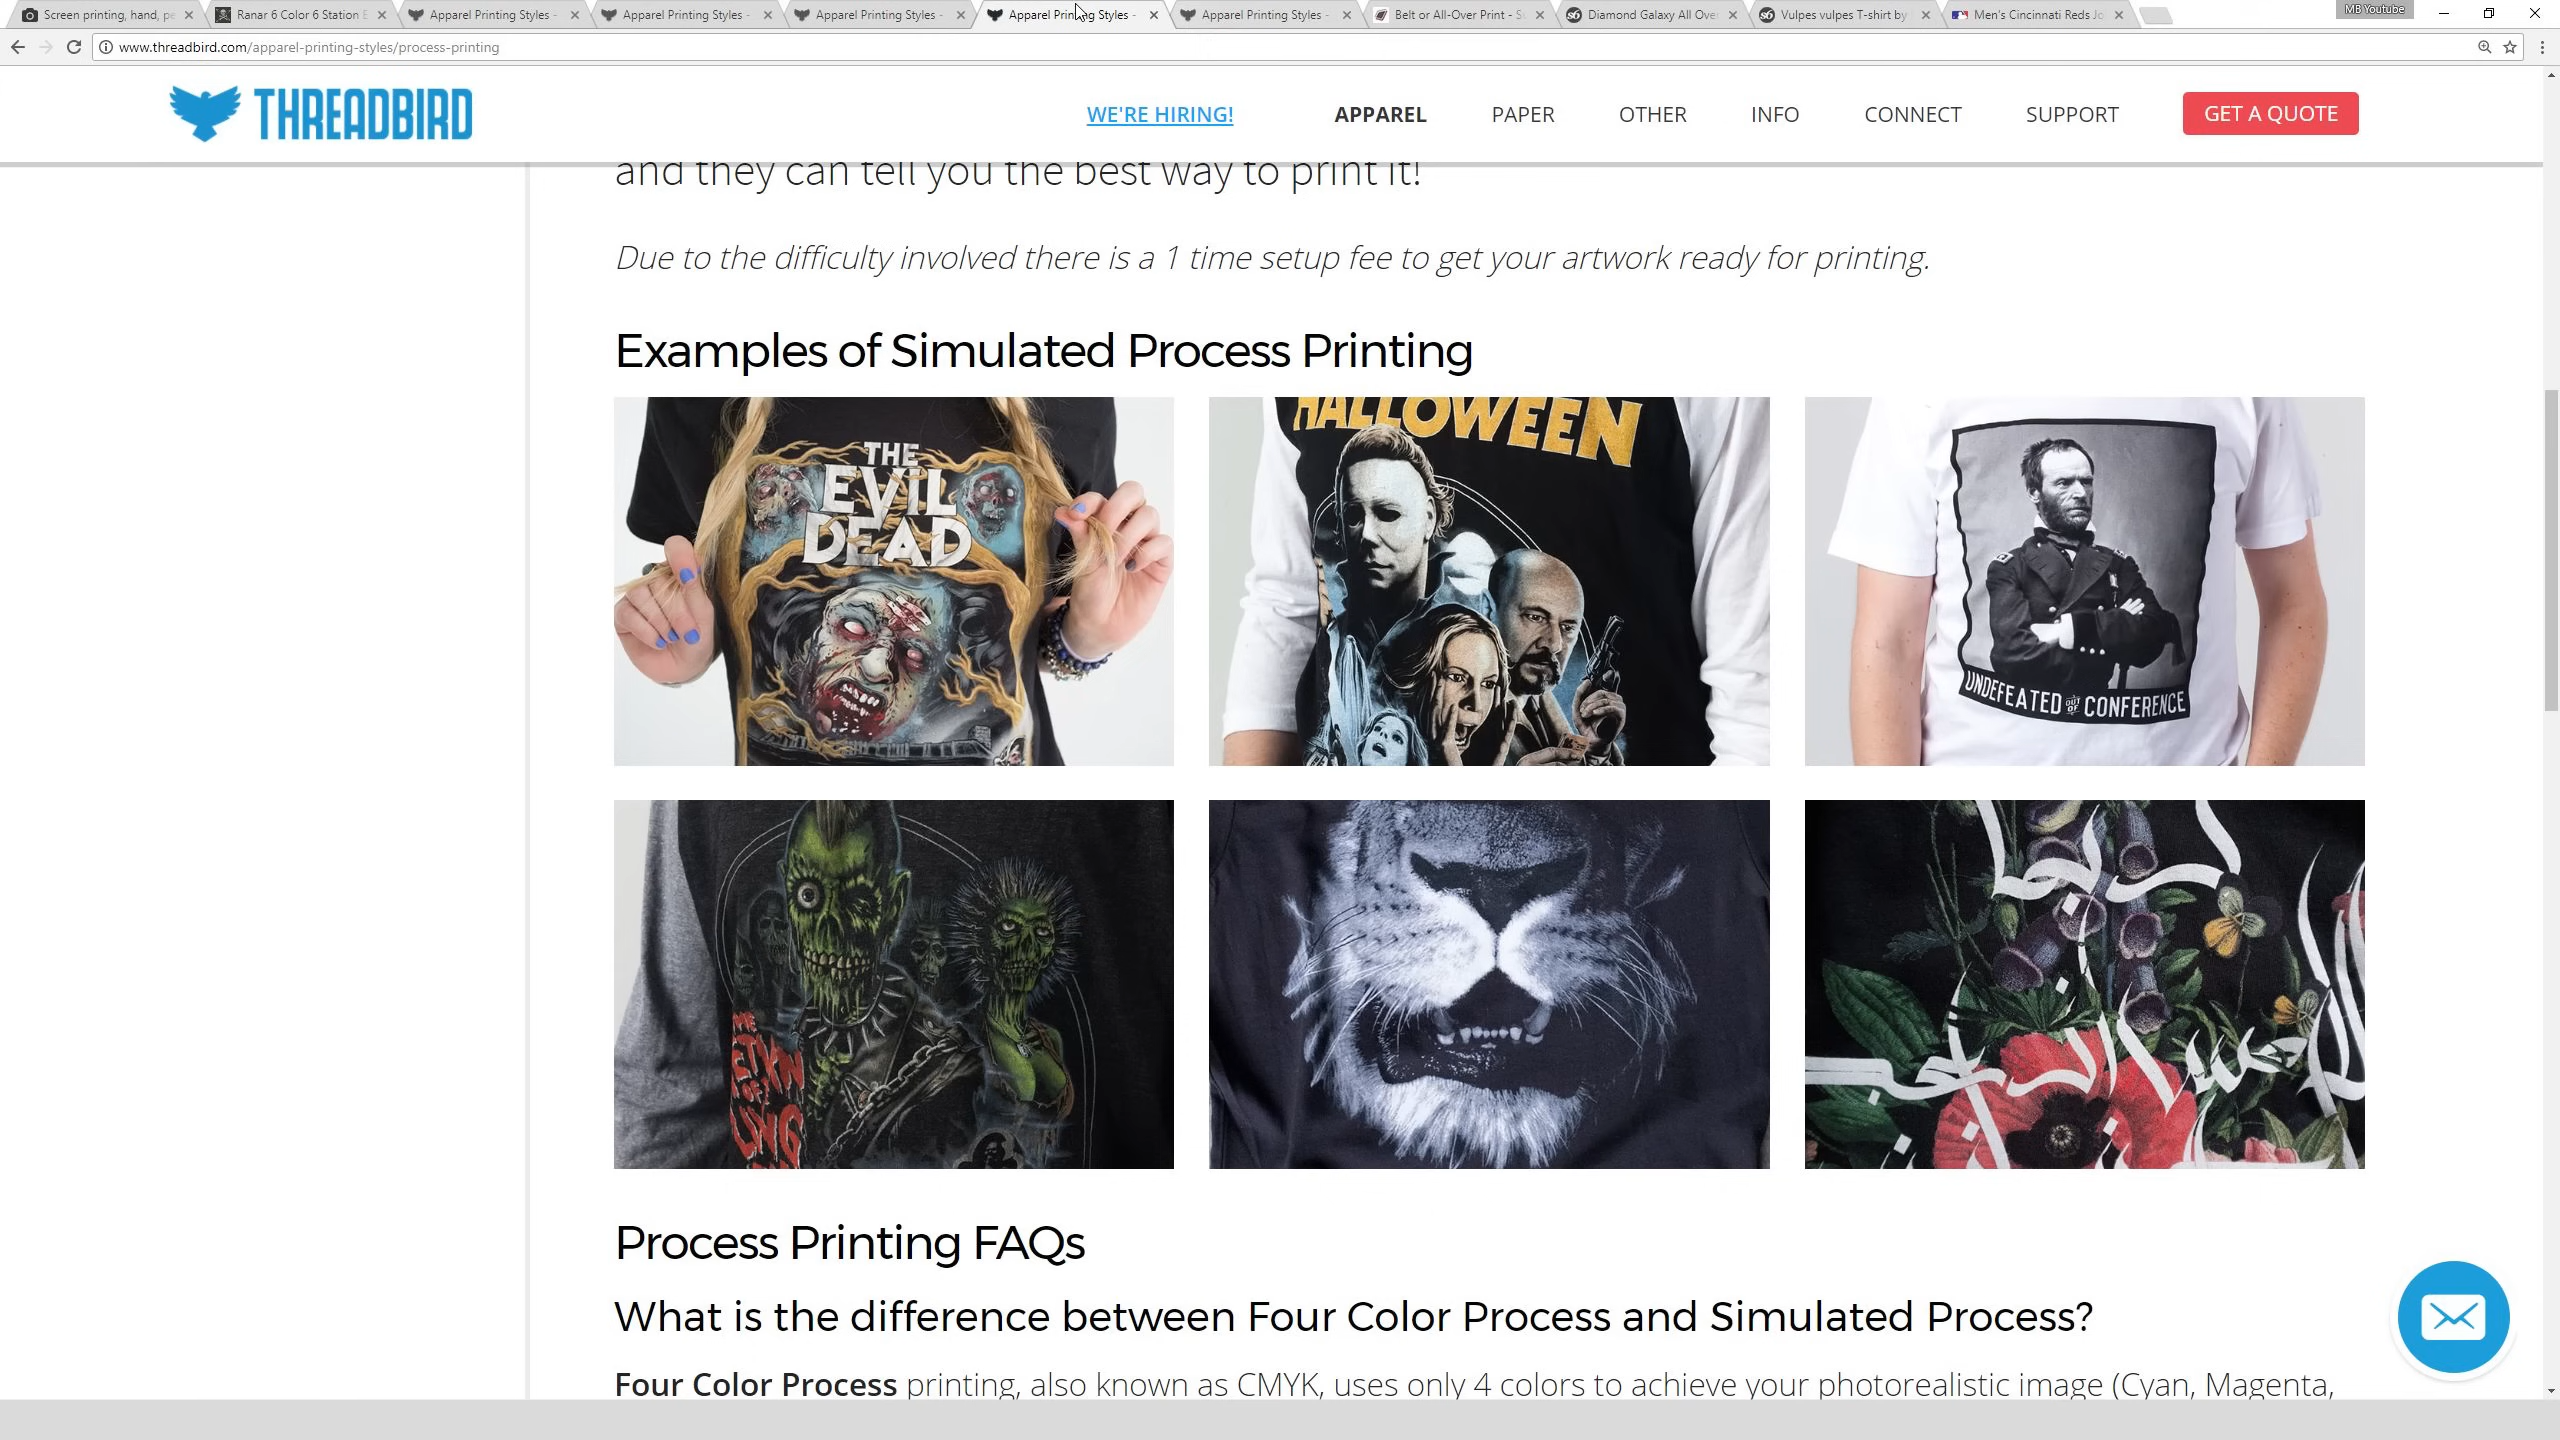 Screen printing, hand, pe
Ranar 6 Color 6 Station E
Apparel Printing Styles -
Apparel Printing Styles -
Apparel Printing Styles -
Apparel Printing Styles -
Apparel Printing Styles -
Belt or All-Over Print - S
Diamond Galaxy All Ove
Vulpes vulpes T-shirt by
Men's Cincinnati Reds Jo
MB Youtube
www.threadbird.com/apparel-printing-styles/process-printing
THREADBIRD
WE'RE HIRING!
APPAREL
PAPER
OTHER
INFO
CONNECT
SUPPORT
GET A QUOTE
and they can tell you the best way to print it!
Due to the difficulty involved there is a 1 time setup fee to get your artwork ready for printing.
Examples of Simulated Process Printing
THE
EVIL
DEAD
HALLOWEEN
UNDEFEATED OUT OF CONFERENCE
OF
Process Printing FAQs
What is the difference between Four Color Process and Simulated Process?
Four Color Process printing, also known as CMYK, uses only 4 colors to achieve your photorealistic image (Cyan, Magenta,